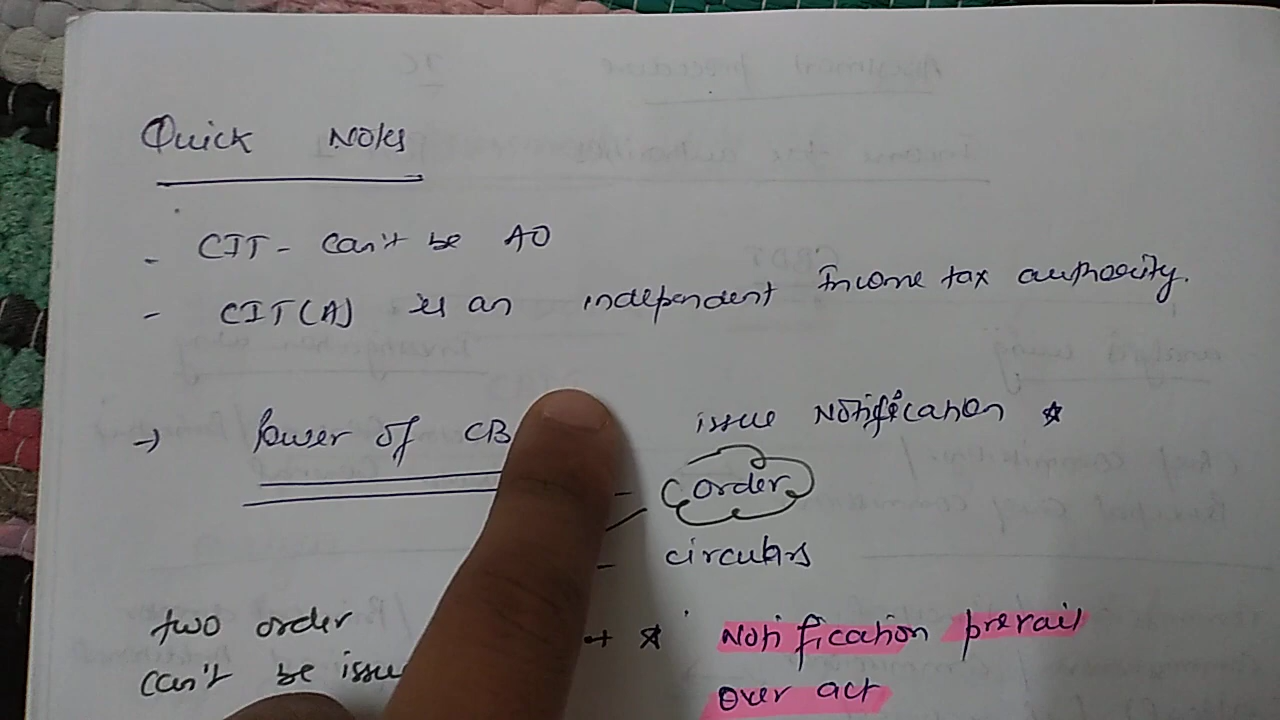 Quick Notes
- CIT - can't be AO
- CIT(A) is an independent Income tax authority.
→ Power of CB issue Notification ☆
- order
- circulars
two order → ☆ Notification prevail
can't be issue over act